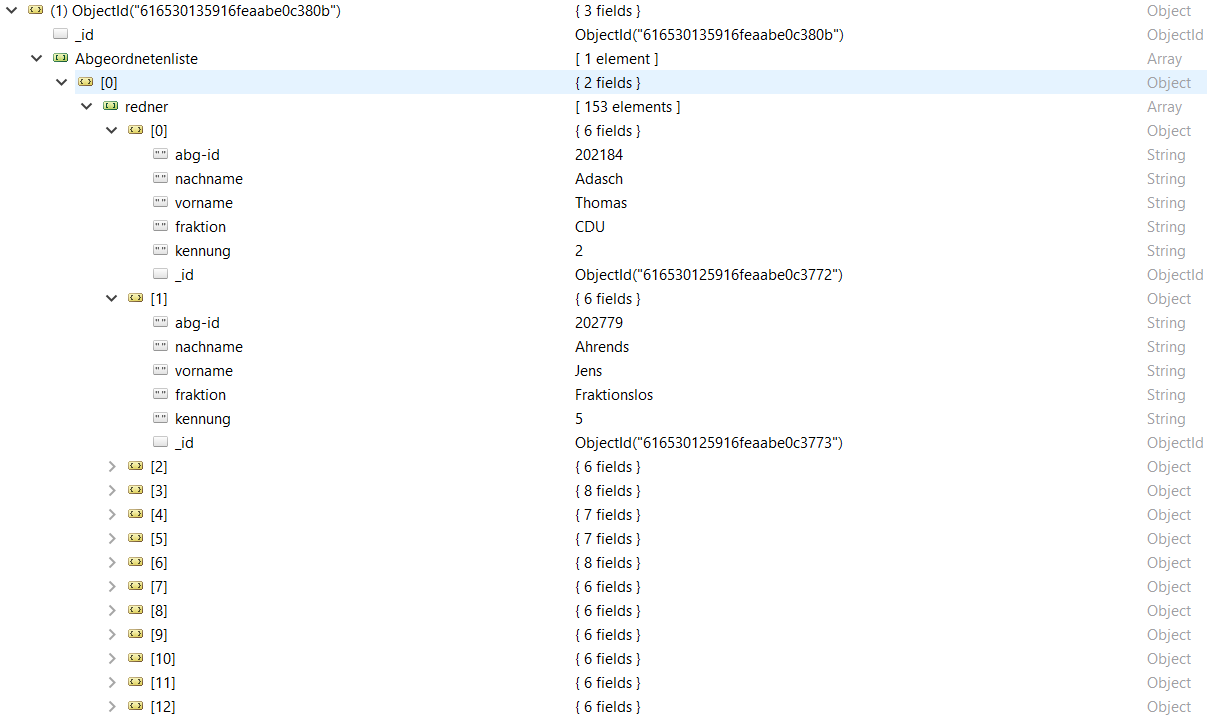 (1) ObjectId("616530135916feaabe0c380b") { 3 fields } Object
_id ObjectId("616530135916feaabe0c380b") ObjectId
Abgeordnetenliste [ 1 element ] Array
[0] { 2 fields } Object
redner [ 153 elements ] Array
[0] { 6 fields } Object
abg-id 202184 String
nachname Adasch String
vorname Thomas String
fraktion CDU String
kennung 2 String
_id ObjectId("616530125916feaabe0c3772") ObjectId
[1] { 6 fields } Object
abg-id 202779 String
nachname Ahrends String
vorname Jens String
fraktion Fraktionslos String
kennung 5 String
_id ObjectId("616530125916feaabe0c3773") ObjectId
[2] { 6 fields } Object
[3] { 8 fields } Object
[4] { 7 fields } Object
[5] { 7 fields } Object
[6] { 8 fields } Object
[7] { 6 fields } Object
[8] { 6 fields } Object
[9] { 6 fields } Object
[10] { 6 fields } Object
[11] { 6 fields } Object
[12] { 6 fields } Object